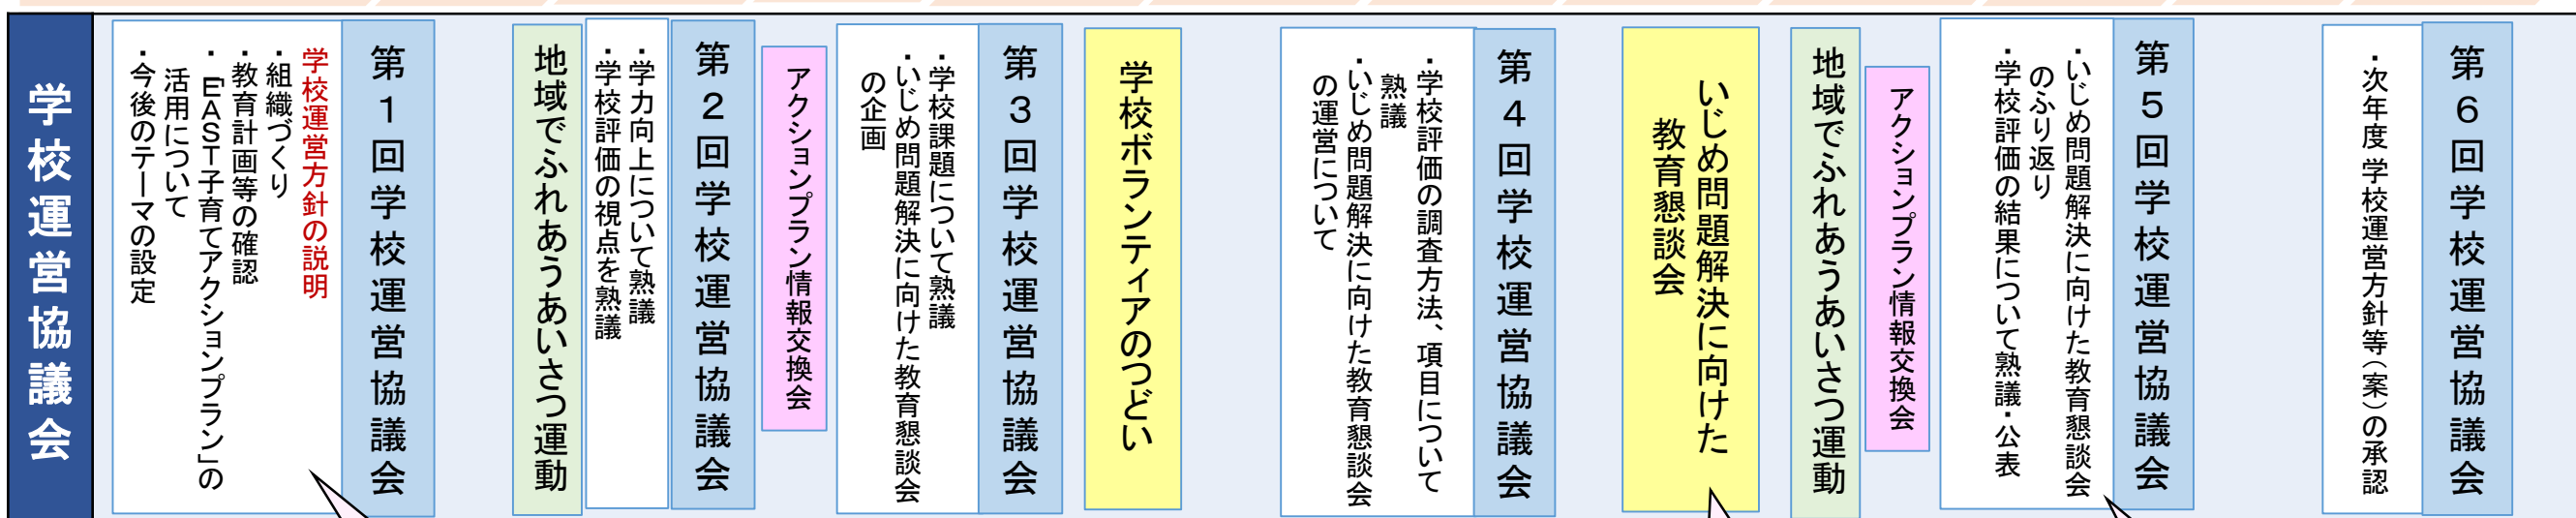 学校運営協議会
第１回学校運営協議会
学校運営方針の説明
・組織づくり
・教育計画等の確認
・「ＥＡＳＴ子育てアクションプラン」の
活用について
・今後のテーマの設定
地域でふれあうあいさつ運動
第２回学校運営協議会
・学力向上について熟議
・学校評価の視点を熟議
アクションプラン情報交換会
第３回学校運営協議会
・学校課題について熟議
・いじめ問題解決に向けた教育懇談会
の企画
学校ボランティアのつどい
第４回学校運営協議会
・学校評価の調査方法、項目について
熟議
・いじめ問題解決に向けた教育懇談会
の運営について
いじめ問題解決に向けた
教育懇談会
地域でふれあうあいさつ運動
アクションプラン情報交換会
第５回学校運営協議会
・いじめ問題解決に向けた教育懇談会
のふり返り
・学校評価の結果について熟議・公表
第６回学校運営協議会
・次年度 学校運営方針等（案）の承認